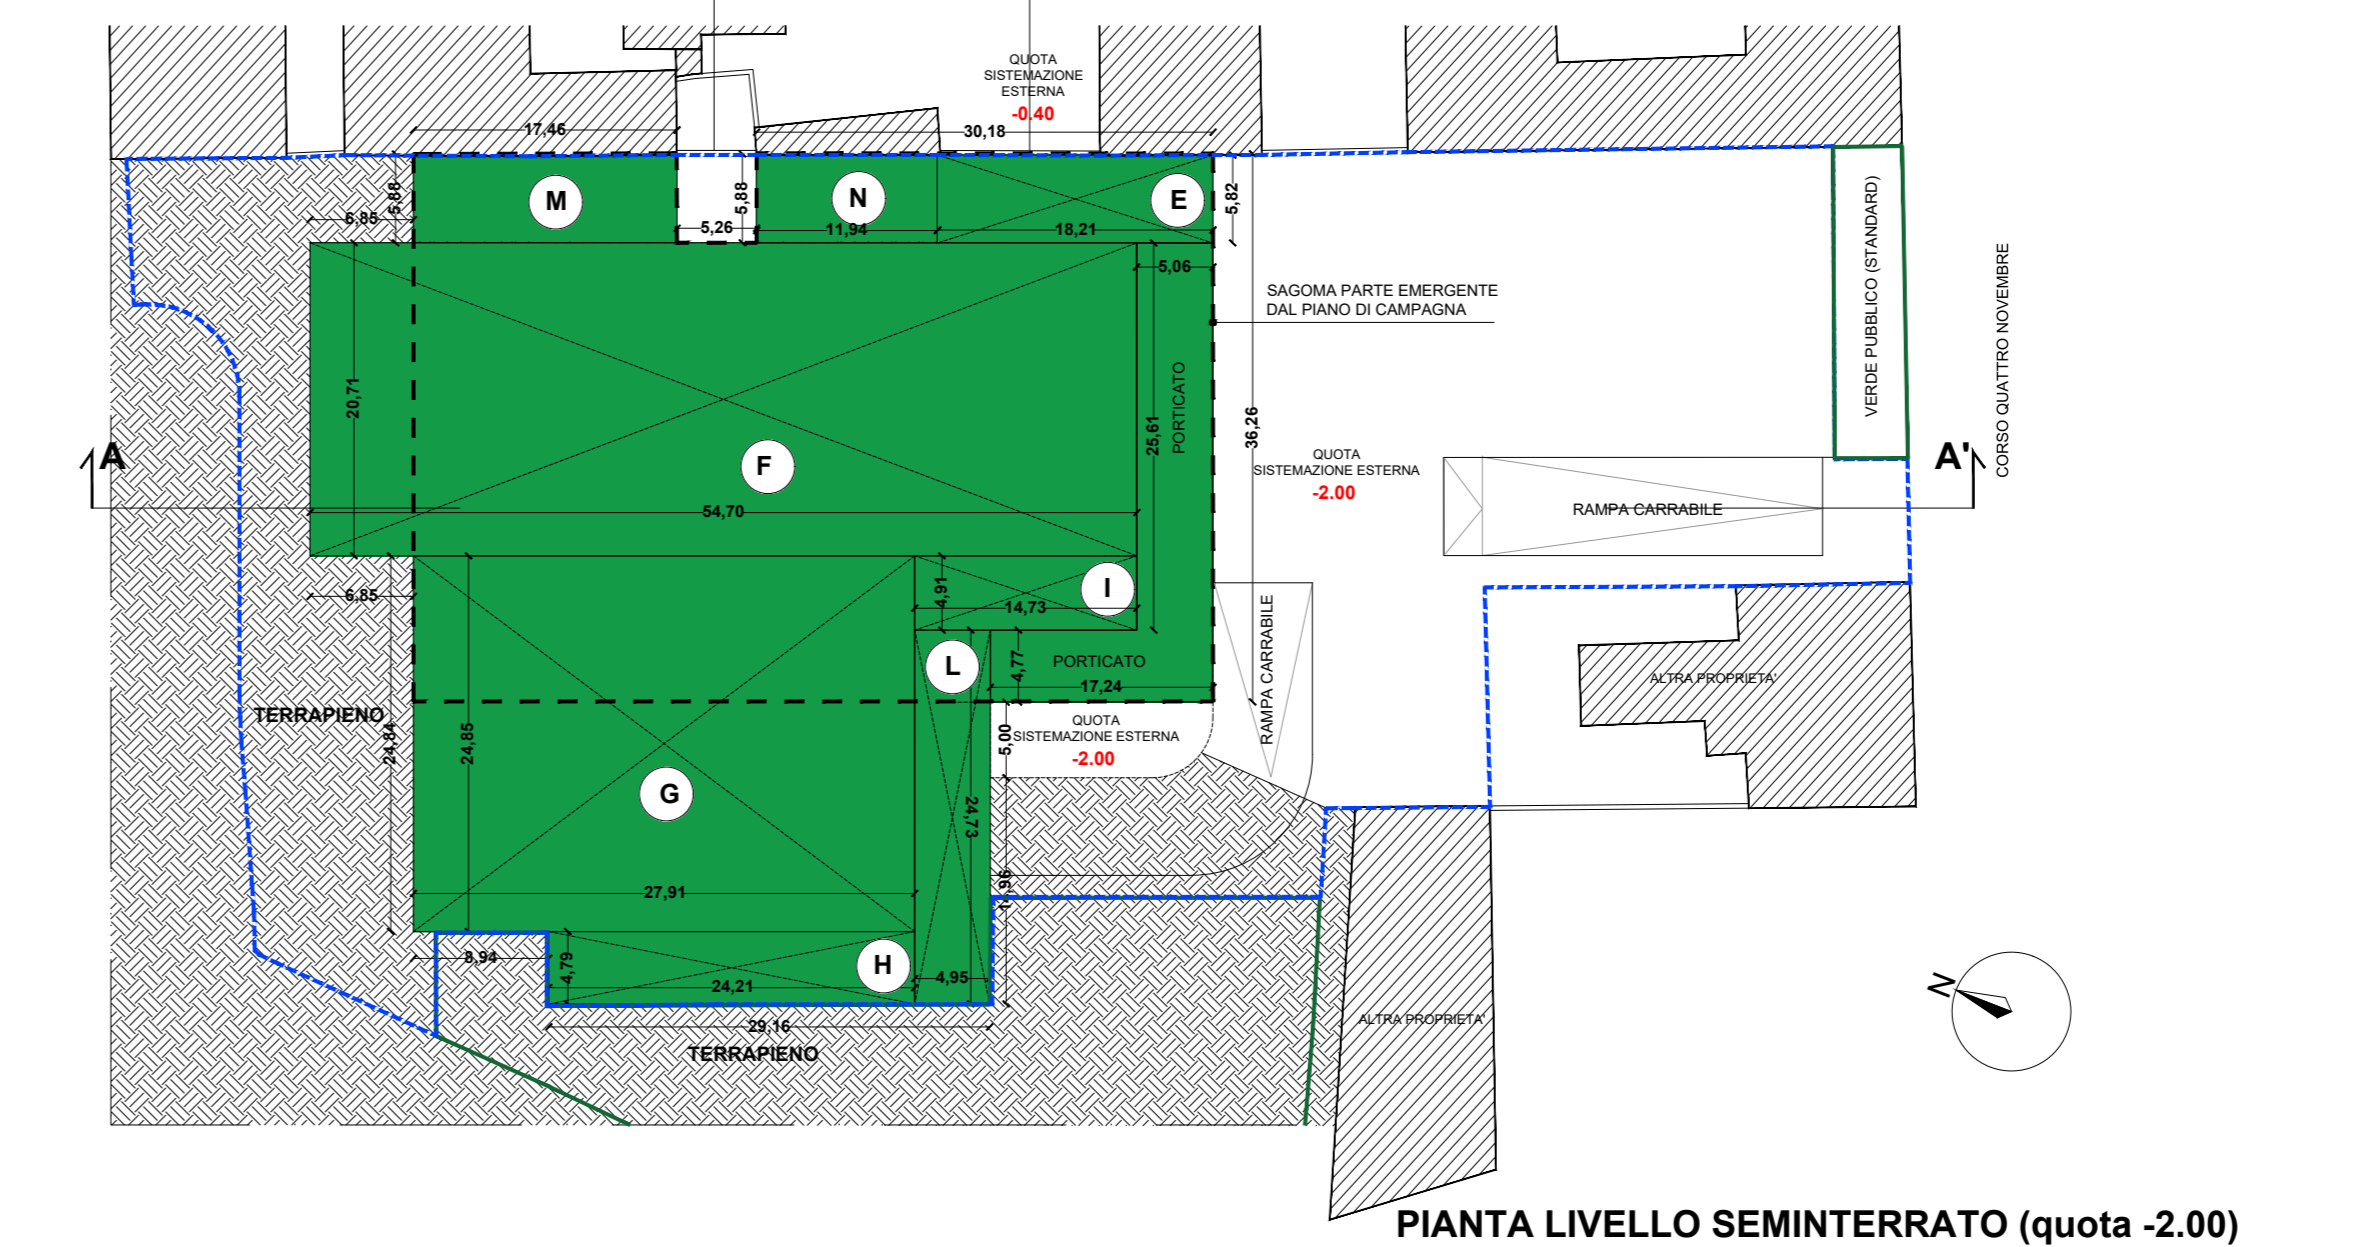 QUOTA
SISTEMAZIONE
ESTERNA
-0.40
17,46
30,18
5,88
M
5,88
N
E
5,82
6,85
5,26
11,94
18,21
5,06
SAGOMA PARTE EMERGENTE
DAL PIANO DI CAMPAGNA
VERDE PUBBLICO (STANDARD)
CORSO QUATTRO NOVEMBRE
20,71
PORTICATO
25,61
36,26
A
F
QUOTA
SISTEMAZIONE ESTERNA
-2.00
A'
54,70
RAMPA CARRABILE
6,85
4,91
I
14,73
RAMPA CARRABILE
L
4,77
PORTICATO
17,24
ALTRA PROPRIETA'
TERRAPIENO
24,84
24,85
5,00
QUOTA
SISTEMAZIONE ESTERNA
-2.00
G
24,73
27,91
8,94
4,79
H
24,21
4,95
29,16
TERRAPIENO
ALTRA PROPRIETA'
N
PIANTA LIVELLO SEMINTERRATO (quota -2.00)